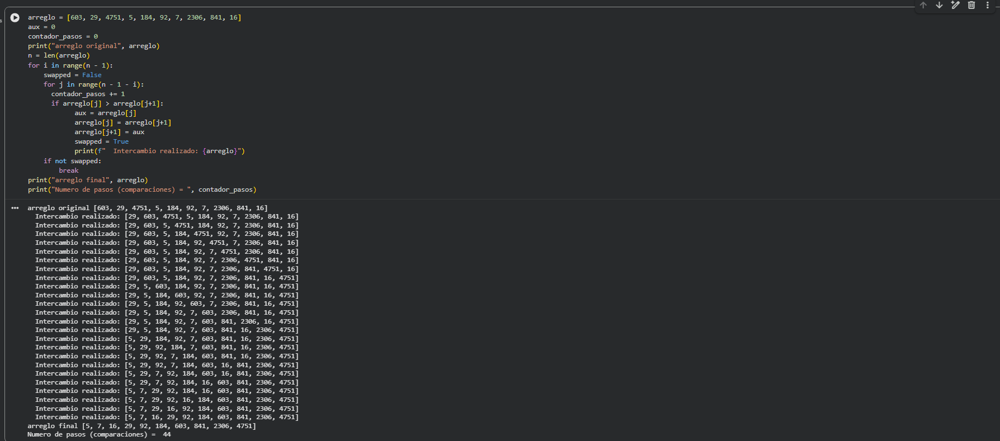 arreglo = [603, 29, 4751, 5, 184, 92, 7, 2306, 841, 16]
aux = 0
contador_pasos = 0
print("arreglo original", arreglo)
n = len(arreglo)
for i in range(n - 1):
    swapped = False
    for j in range(n - 1 - i):
      contador_pasos += 1
      if arreglo[j] > arreglo[j+1]:
            aux = arreglo[j]
            arreglo[j] = arreglo[j+1]
            arreglo[j+1] = aux
            swapped = True
            print(f"  Intercambio realizado: {arreglo}")
    if not swapped:
        break
print("arreglo final", arreglo)
print("Numero de pasos (comparaciones) = ", contador_pasos)
arreglo original [603, 29, 4751, 5, 184, 92, 7, 2306, 841, 16]
  Intercambio realizado: [29, 603, 4751, 5, 184, 92, 7, 2306, 841, 16]
  Intercambio realizado: [29, 603, 5, 4751, 184, 92, 7, 2306, 841, 16]
  Intercambio realizado: [29, 603, 5, 184, 4751, 92, 7, 2306, 841, 16]
  Intercambio realizado: [29, 603, 5, 184, 92, 4751, 7, 2306, 841, 16]
  Intercambio realizado: [29, 603, 5, 184, 92, 7, 4751, 2306, 841, 16]
  Intercambio realizado: [29, 603, 5, 184, 92, 7, 2306, 4751, 841, 16]
  Intercambio realizado: [29, 603, 5, 184, 92, 7, 2306, 841, 4751, 16]
  Intercambio realizado: [29, 603, 5, 184, 92, 7, 2306, 841, 16, 4751]
  Intercambio realizado: [29, 5, 603, 184, 92, 7, 2306, 841, 16, 4751]
  Intercambio realizado: [29, 5, 184, 603, 92, 7, 2306, 841, 16, 4751]
  Intercambio realizado: [29, 5, 184, 92, 603, 7, 2306, 841, 16, 4751]
  Intercambio realizado: [29, 5, 184, 92, 7, 603, 2306, 841, 16, 4751]
  Intercambio realizado: [29, 5, 184, 92, 7, 603, 841, 2306, 16, 4751]
  Intercambio realizado: [29, 5, 184, 92, 7, 603, 841, 16, 2306, 4751]
  Intercambio realizado: [5, 29, 184, 92, 7, 603, 841, 16, 2306, 4751]
  Intercambio realizado: [5, 29, 92, 184, 7, 603, 841, 16, 2306, 4751]
  Intercambio realizado: [5, 29, 92, 7, 184, 603, 841, 16, 2306, 4751]
  Intercambio realizado: [5, 29, 92, 7, 184, 603, 16, 841, 2306, 4751]
  Intercambio realizado: [5, 29, 7, 92, 184, 603, 16, 841, 2306, 4751]
  Intercambio realizado: [5, 29, 7, 92, 184, 16, 603, 841, 2306, 4751]
  Intercambio realizado: [5, 7, 29, 92, 184, 16, 603, 841, 2306, 4751]
  Intercambio realizado: [5, 7, 29, 92, 16, 184, 603, 841, 2306, 4751]
  Intercambio realizado: [5, 7, 29, 16, 92, 184, 603, 841, 2306, 4751]
  Intercambio realizado: [5, 7, 16, 29, 92, 184, 603, 841, 2306, 4751]
arreglo final [5, 7, 16, 29, 92, 184, 603, 841, 2306, 4751]
Numero de pasos (comparaciones) =  44